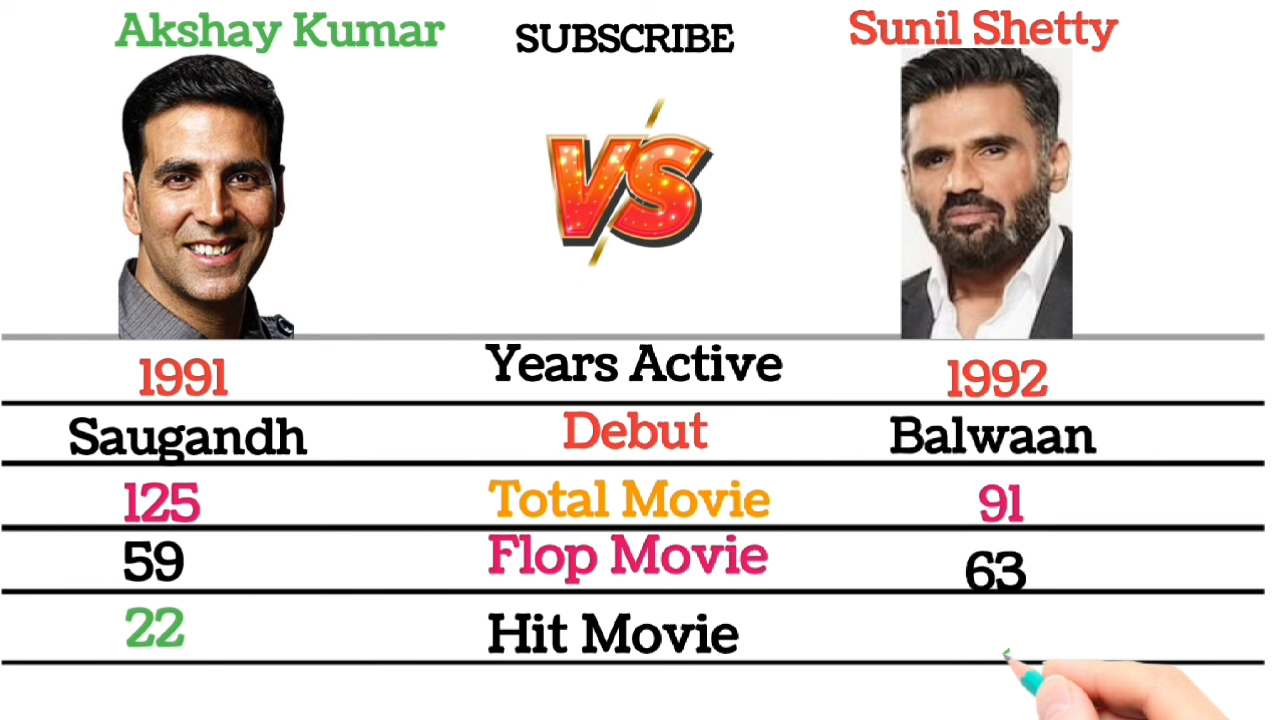 Akshay Kumar SUBSCRIBE Sunil Shetty
VS
1991 Years Active 1992
Saugandh Debut Balwaan
125 Total Movie 91
59 Flop Movie 63
22 Hit Movie